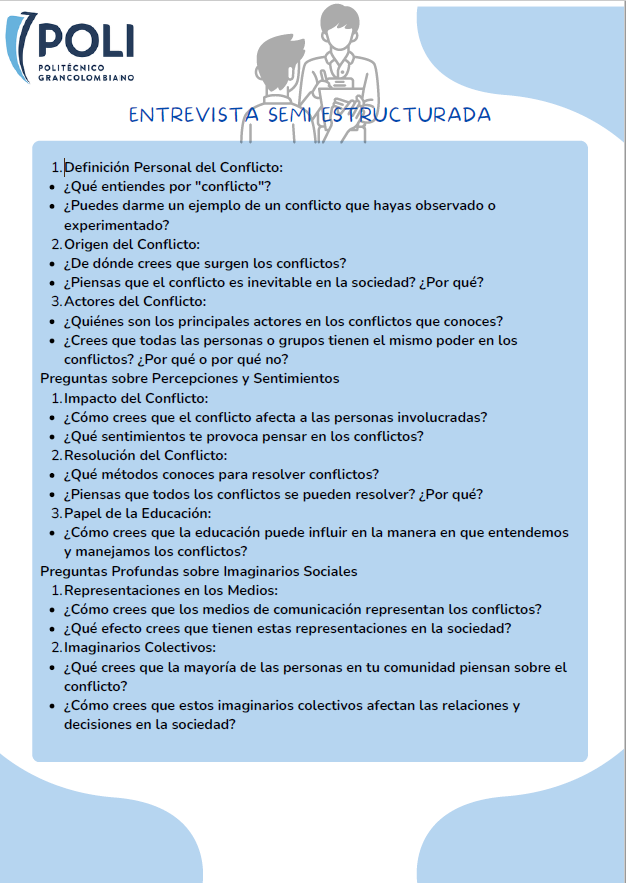 POLI
POLITÉCNICO
GRANCOLOMBIANO
ENTREVISTA SEMI ESTRUCTURADA
1. Definición Personal del Conflicto:
• ¿Qué entiendes por "conflicto"?
• ¿Puedes darme un ejemplo de un conflicto que hayas observado o
experimentado?
2. Origen del Conflicto:
• ¿De dónde crees que surgen los conflictos?
• ¿Piensas que el conflicto es inevitable en la sociedad? ¿Por qué?
3. Actores del Conflicto:
• ¿Quiénes son los principales actores en los conflictos que conoces?
• ¿Crees que todas las personas o grupos tienen el mismo poder en los
conflictos? ¿Por qué o por qué no?
Preguntas sobre Percepciones y Sentimientos
1. Impacto del Conflicto:
• ¿Cómo crees que el conflicto afecta a las personas involucradas?
• ¿Qué sentimientos te provoca pensar en los conflictos?
2. Resolución del Conflicto:
• ¿Qué métodos conoces para resolver conflictos?
• ¿Piensas que todos los conflictos se pueden resolver? ¿Por qué?
3. Papel de la Educación:
• ¿Cómo crees que la educación puede influir en la manera en que entendemos
y manejamos los conflictos?
Preguntas Profundas sobre Imaginarios Sociales
1. Representaciones en los Medios:
• ¿Cómo crees que los medios de comunicación representan los conflictos?
• ¿Qué efecto crees que tienen estas representaciones en la sociedad?
2. Imaginarios Colectivos:
• ¿Qué crees que la mayoría de las personas en tu comunidad piensan sobre el
conflicto?
• ¿Cómo crees que estos imaginarios colectivos afectan las relaciones y
decisiones en la sociedad?